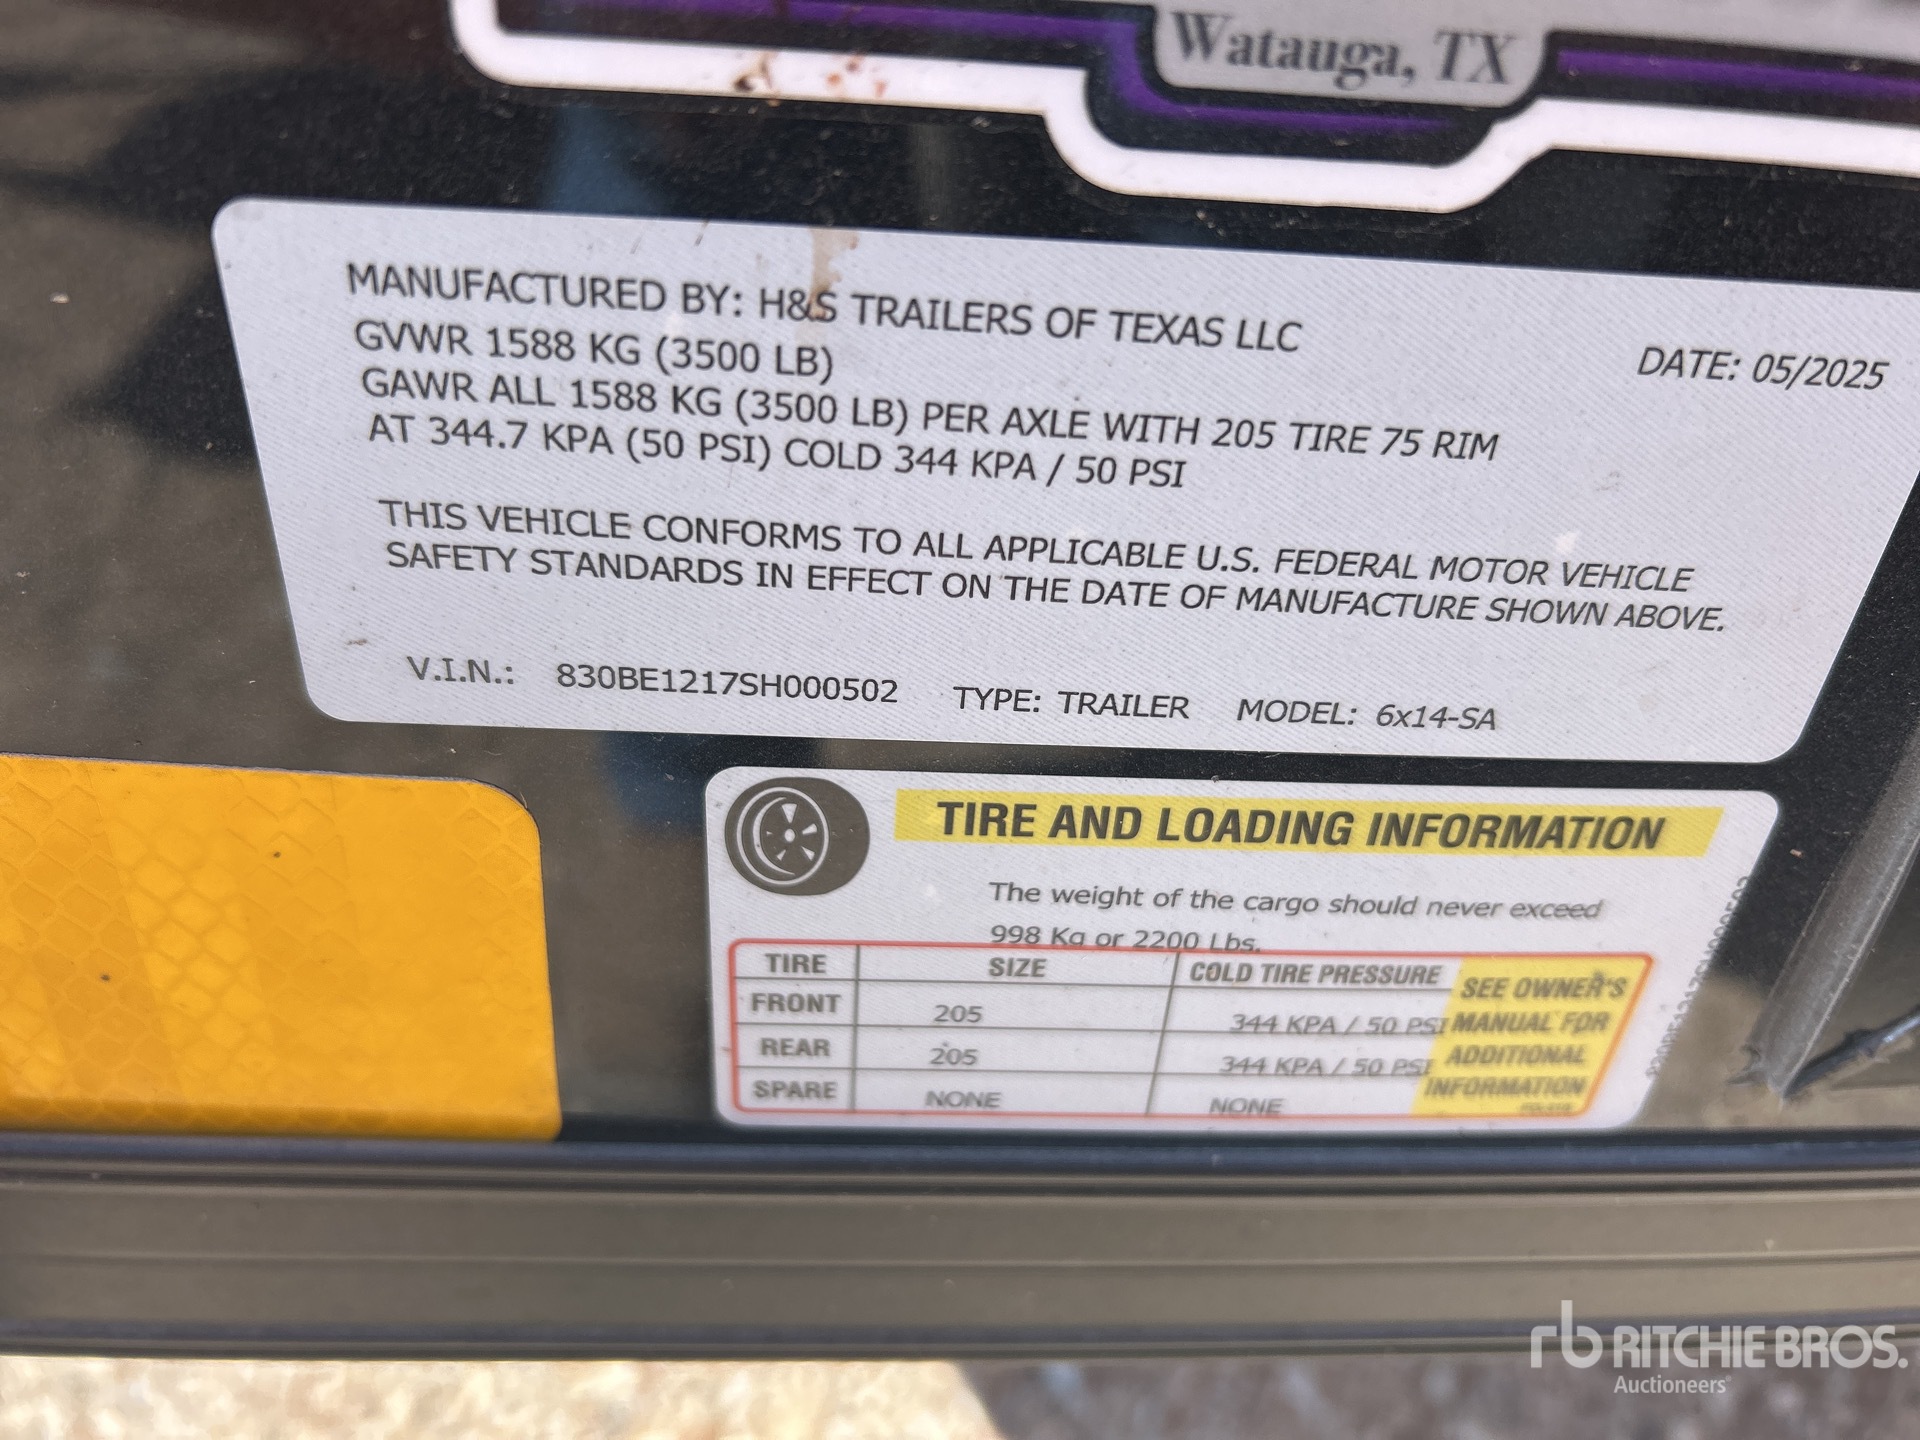 Watauga, TX
MANUFACTURED BY: H&S TRAILERS OF TEXAS LLC
DATE: 05/2025
GVWR 1588 KG (3500 LB)
GAWR ALL 1588 KG (3500 LB) PER AXLE WITH 205 TIRE 75 RIM
AT 344.7 KPA (50 PSI) COLD 344 KPA / 50 PSI
THIS VEHICLE CONFORMS TO ALL APPLICABLE U.S. FEDERAL MOTOR VEHICLE
SAFETY STANDARDS IN EFFECT ON THE DATE OF MANUFACTURE SHOWN ABOVE.
V.I.N.: 830BE1217SH000502 TYPE: TRAILER MODEL: 6x14-SA
TIRE AND LOADING INFORMATION
The weight of the cargo should never exceed
998 Kg or 2200 Lbs.
TIRE SIZE COLD TIRE PRESSURE
FRONT 205 344 KPA / 50 PSI
REAR 205 344 KPA / 50 PSI
SPARE NONE NONE
SEE OWNER'S
MANUAL FOR
ADDITIONAL
INFORMATION
830BE1217SH000502
rb RITCHIE BROS.
Auctioneers